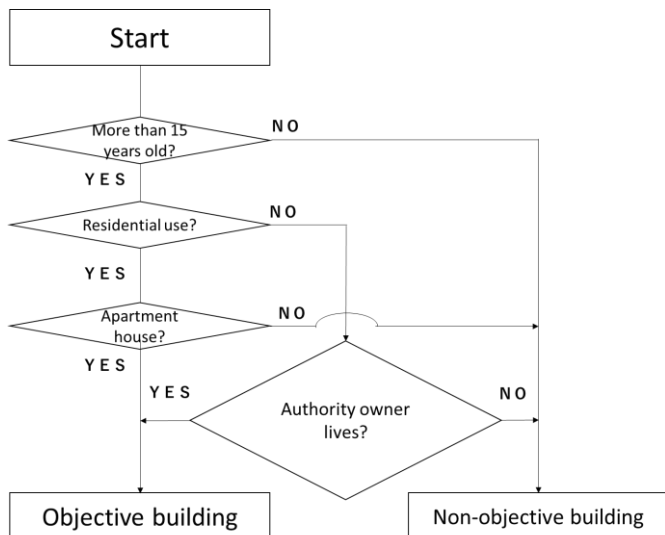 Start
More than 15
years old?
NO
YES
Residential use?
NO
YES
Apartment
house?
NO
YES
YES
Authority owner
lives?
NO
Objective building
Non-objective building